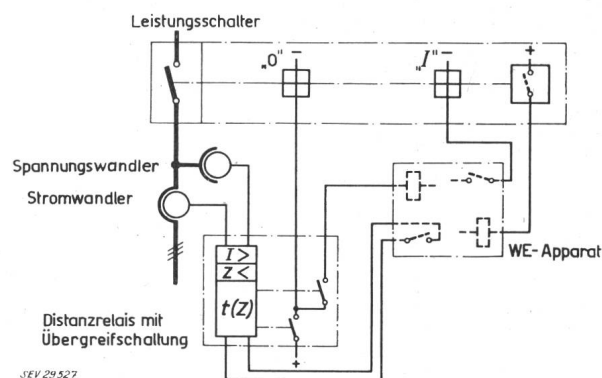 Leistungsschalter
„0" −
„I" −
+
Spannungswandler
Stromwandler
I >
Z <
t(Z)
WE-Apparat
Distanzrelais mit
Übergreifschaltung
+
SEV 29527